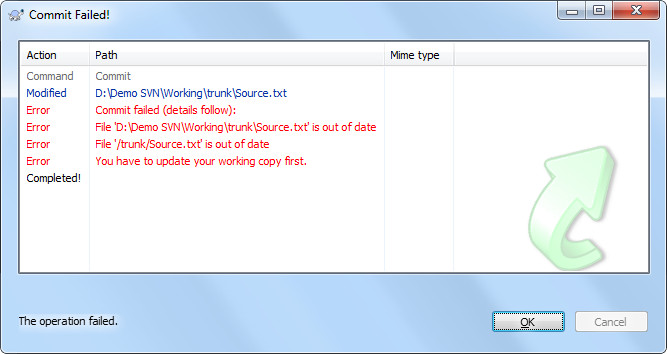 Commit Failed!
Action Path Mime type
Command Commit
Modified D:\Demo SVN\Working\trunk\Source.txt
Error Commit failed (details follow):
Error File 'D:\Demo SVN\Working\trunk\Source.txt' is out of date
Error File '/trunk/Source.txt' is out of date
Error You have to update your working copy first.
Completed!
The operation failed.
OK Cancel